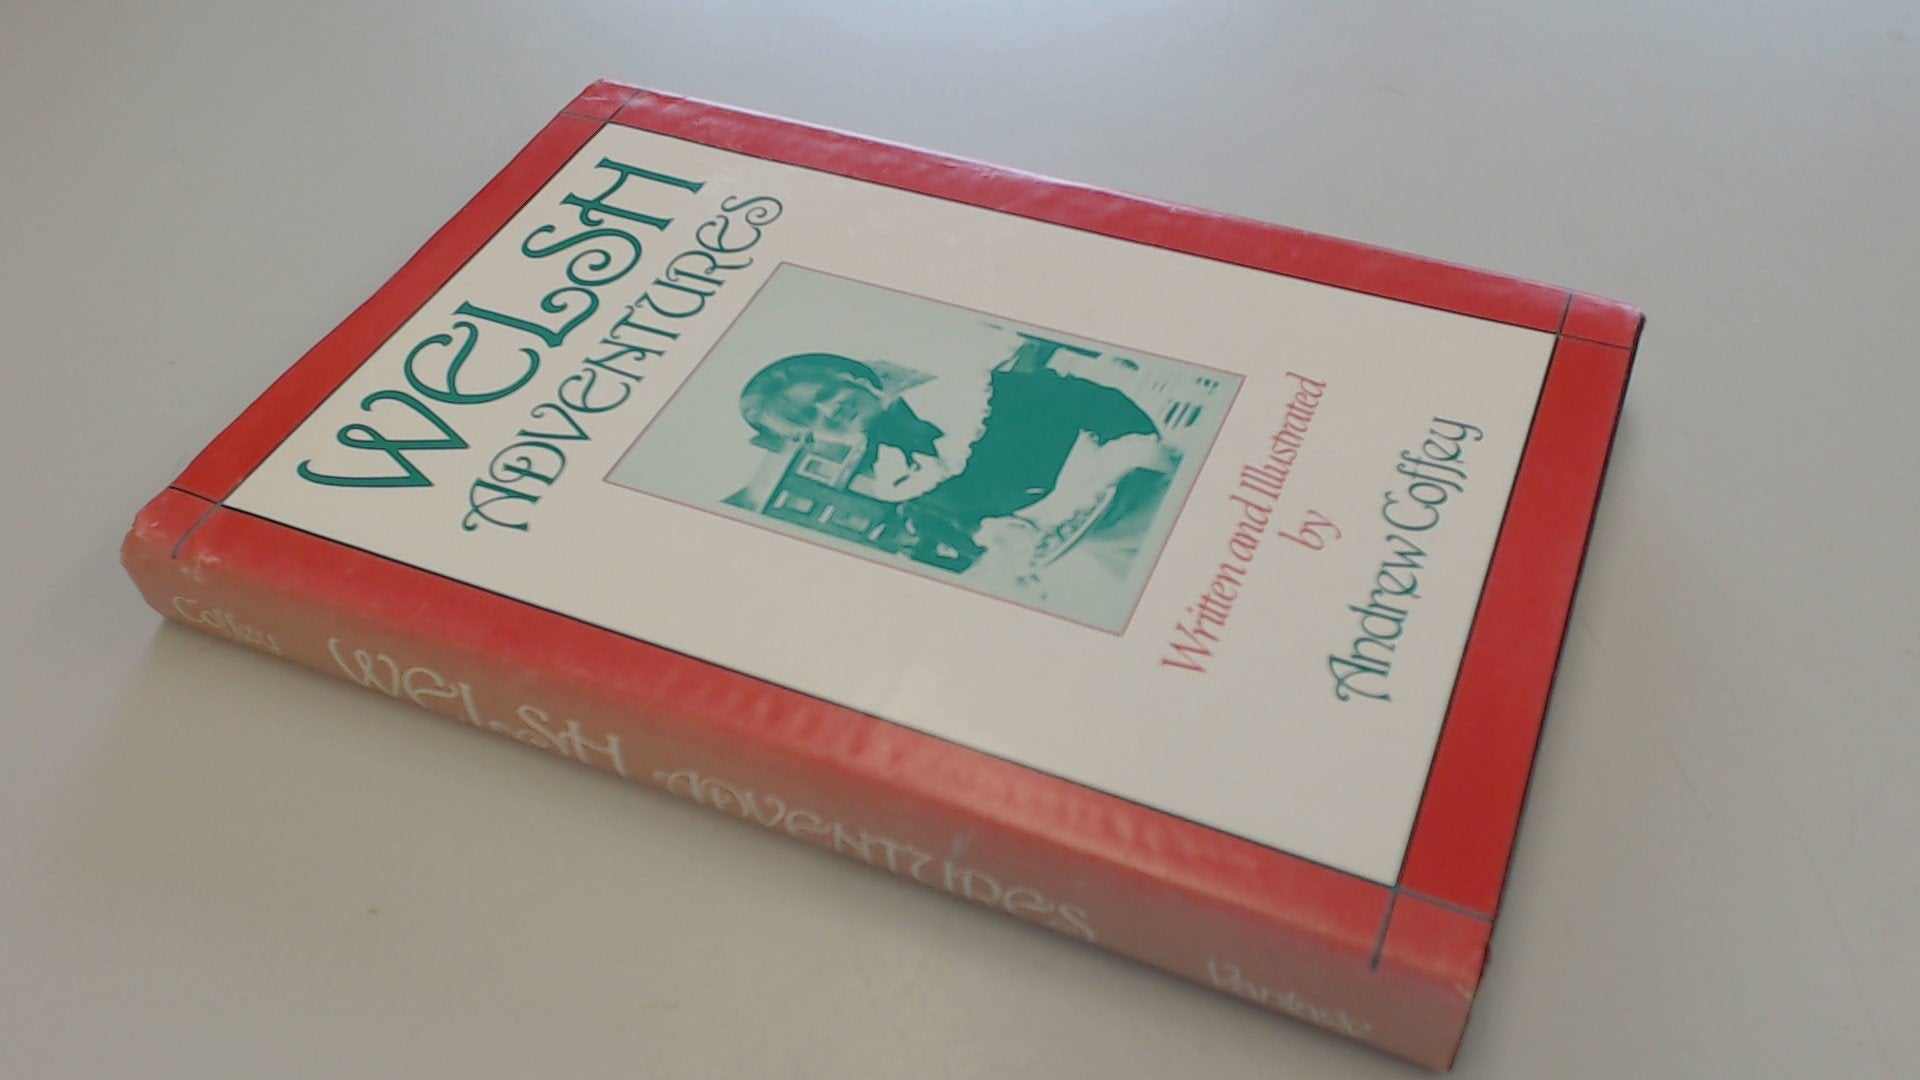 WELSH
ADVENTURES
Written and Illustrated
by
Andrew Coffey
Coffey WELSH ADVENTURES